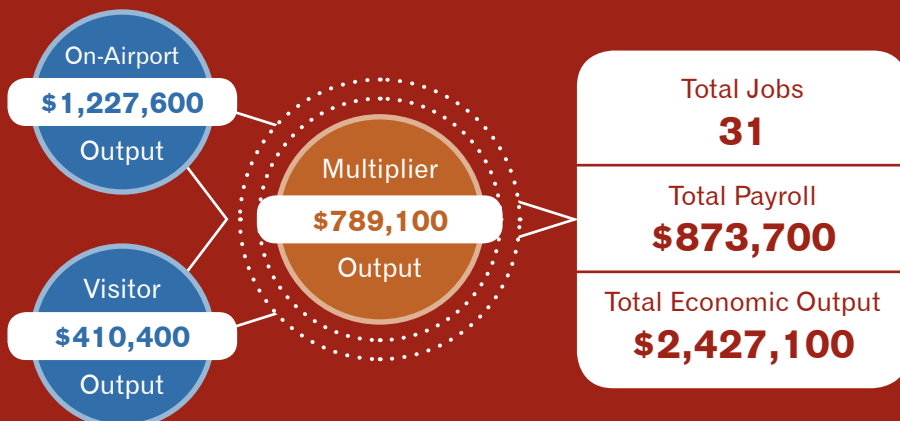 On-Airport
$1,227,600
Output
Visitor
$410,400
Output
Multiplier
$789,100
Output
Total Jobs
31
Total Payroll
$873,700
Total Economic Output
$2,427,100